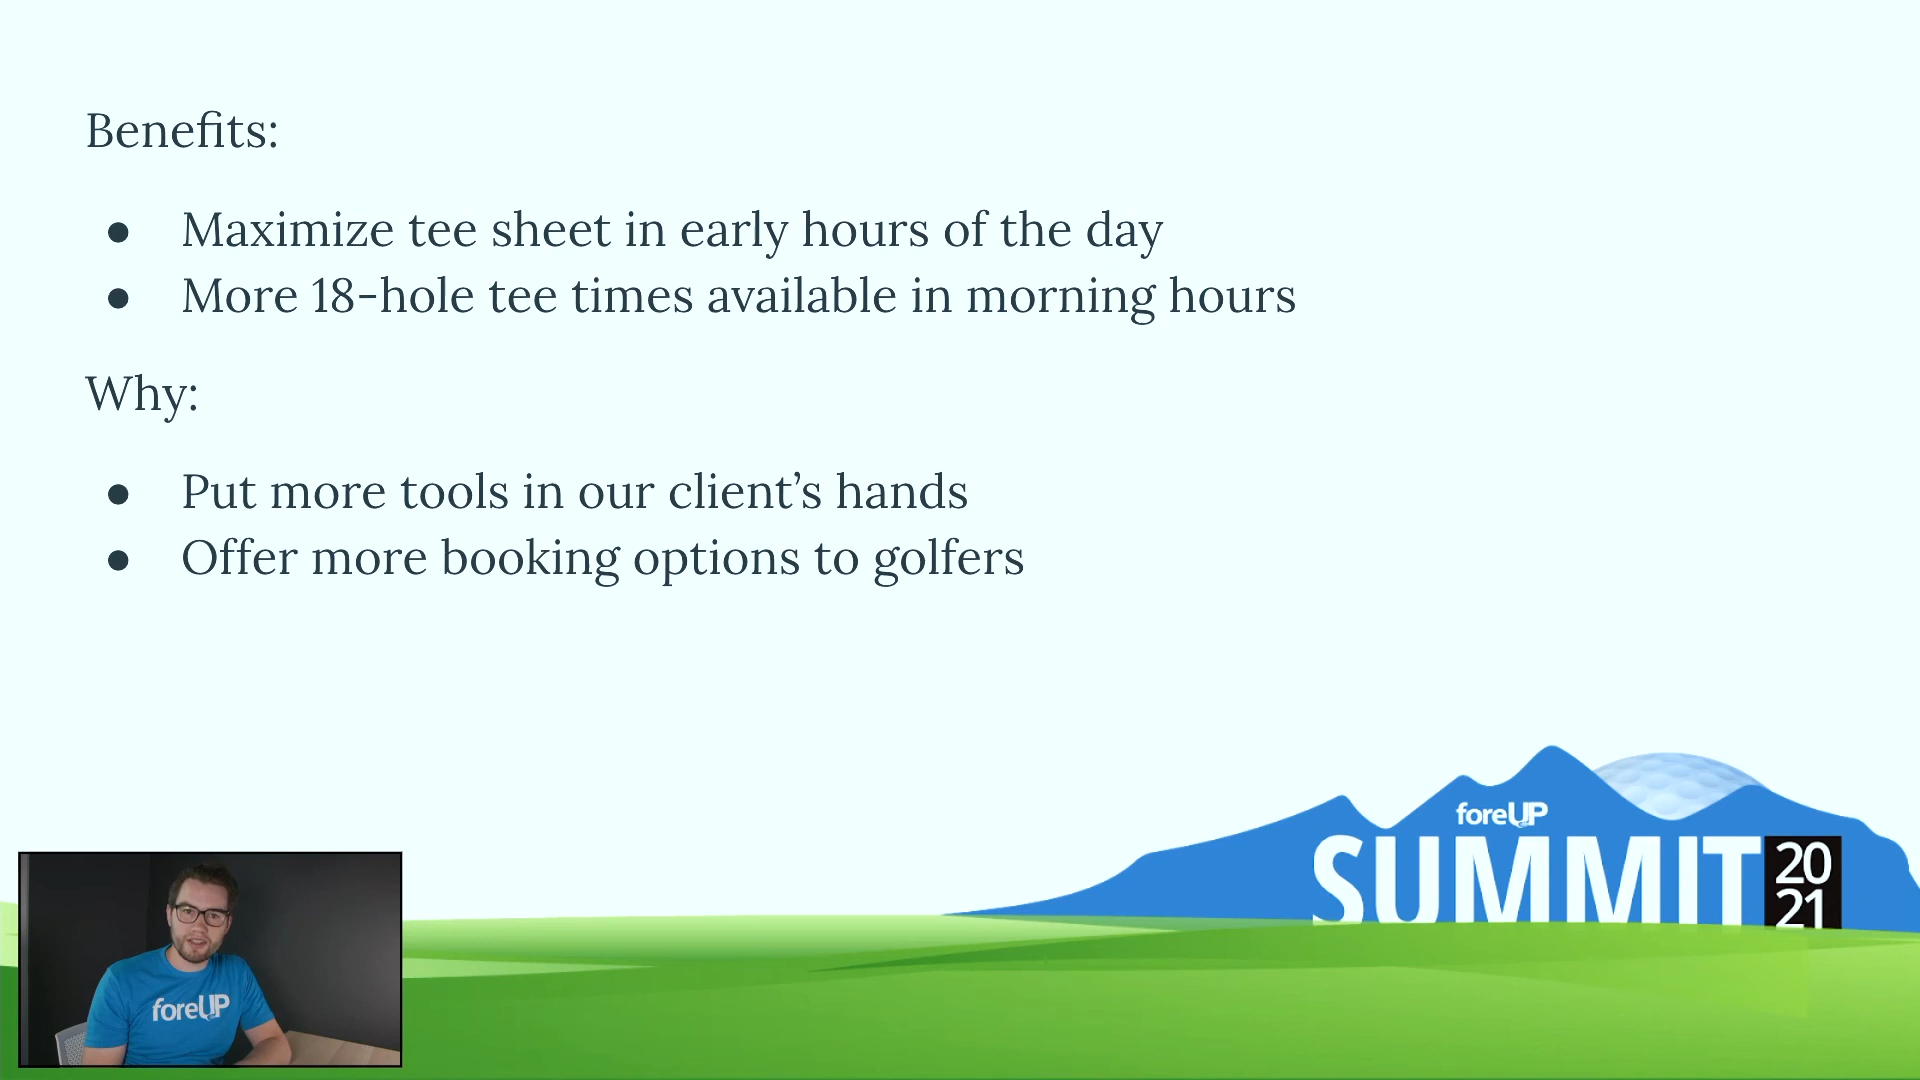 Benefits:
● Maximize tee sheet in early hours of the day
● More 18-hole tee times available in morning hours
Why:
● Put more tools in our client’s hands
● Offer more booking options to golfers
foreUP
SUMMIT
20
21
foreUP